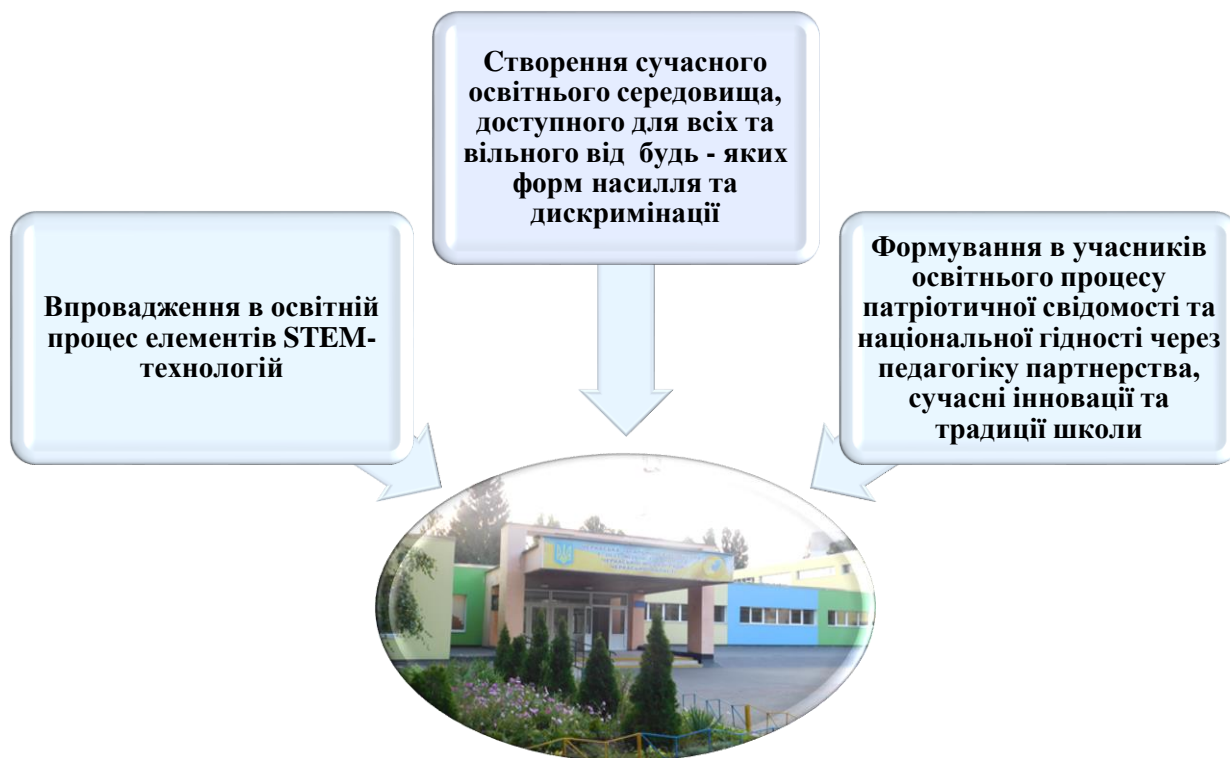 Створення сучасного
освітнього середовища,
доступного для всіх та
вільного від будь - яких
форм насилля та
дискримінації
Впровадження в освітній
процес елементів STEM-
технологій
Формування в учасників
освітнього процесу
патріотичної свідомості та
національної гідності через
педагогіку партнерства,
сучасні інновації та
традиції школи